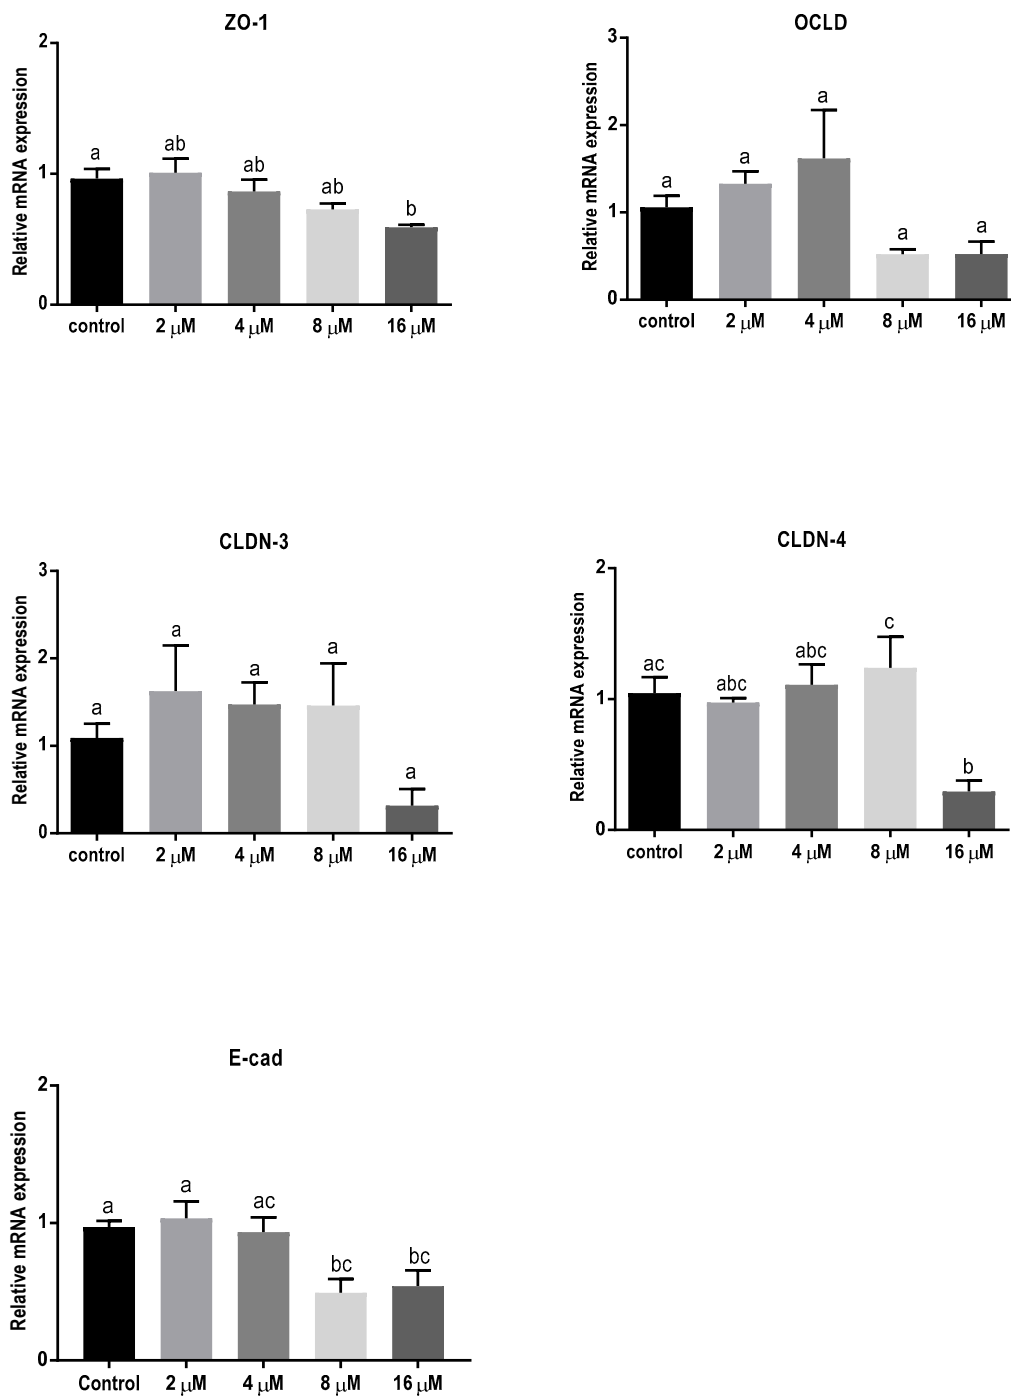 ZO-1
Relative mRNA expression
2
1
0
a
ab
ab
ab
b
control
2 μM
4 μM
8 μM
16 μM
OCLD
Relative mRNA expression
3
2
1
0
a
a
a
a
a
control
2 μM
4 μM
8 μM
16 μM
CLDN-3
Relative mRNA expression
3
2
1
0
a
a
a
a
a
control
2 μM
4 μM
8 μM
16 μM
CLDN-4
Relative mRNA expression
2
1
0
ac
abc
abc
c
b
control
2 μM
4 μM
8 μM
16 μM
E-cad
Relative mRNA expression
2
1
0
a
a
ac
bc
bc
Control
2 μM
4 μM
8 μM
16 μM